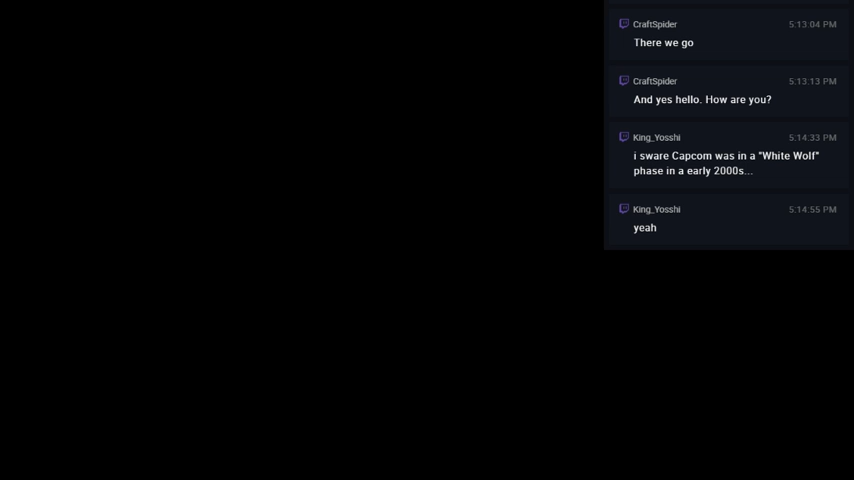 CraftSpider 5:13:04 PM
There we go
CraftSpider 5:13:13 PM
And yes hello. How are you?
King_Yosshi 5:14:33 PM
i sware Capcom was in a "White Wolf"
phase in a early 2000s...
King_Yosshi 5:14:55 PM
yeah